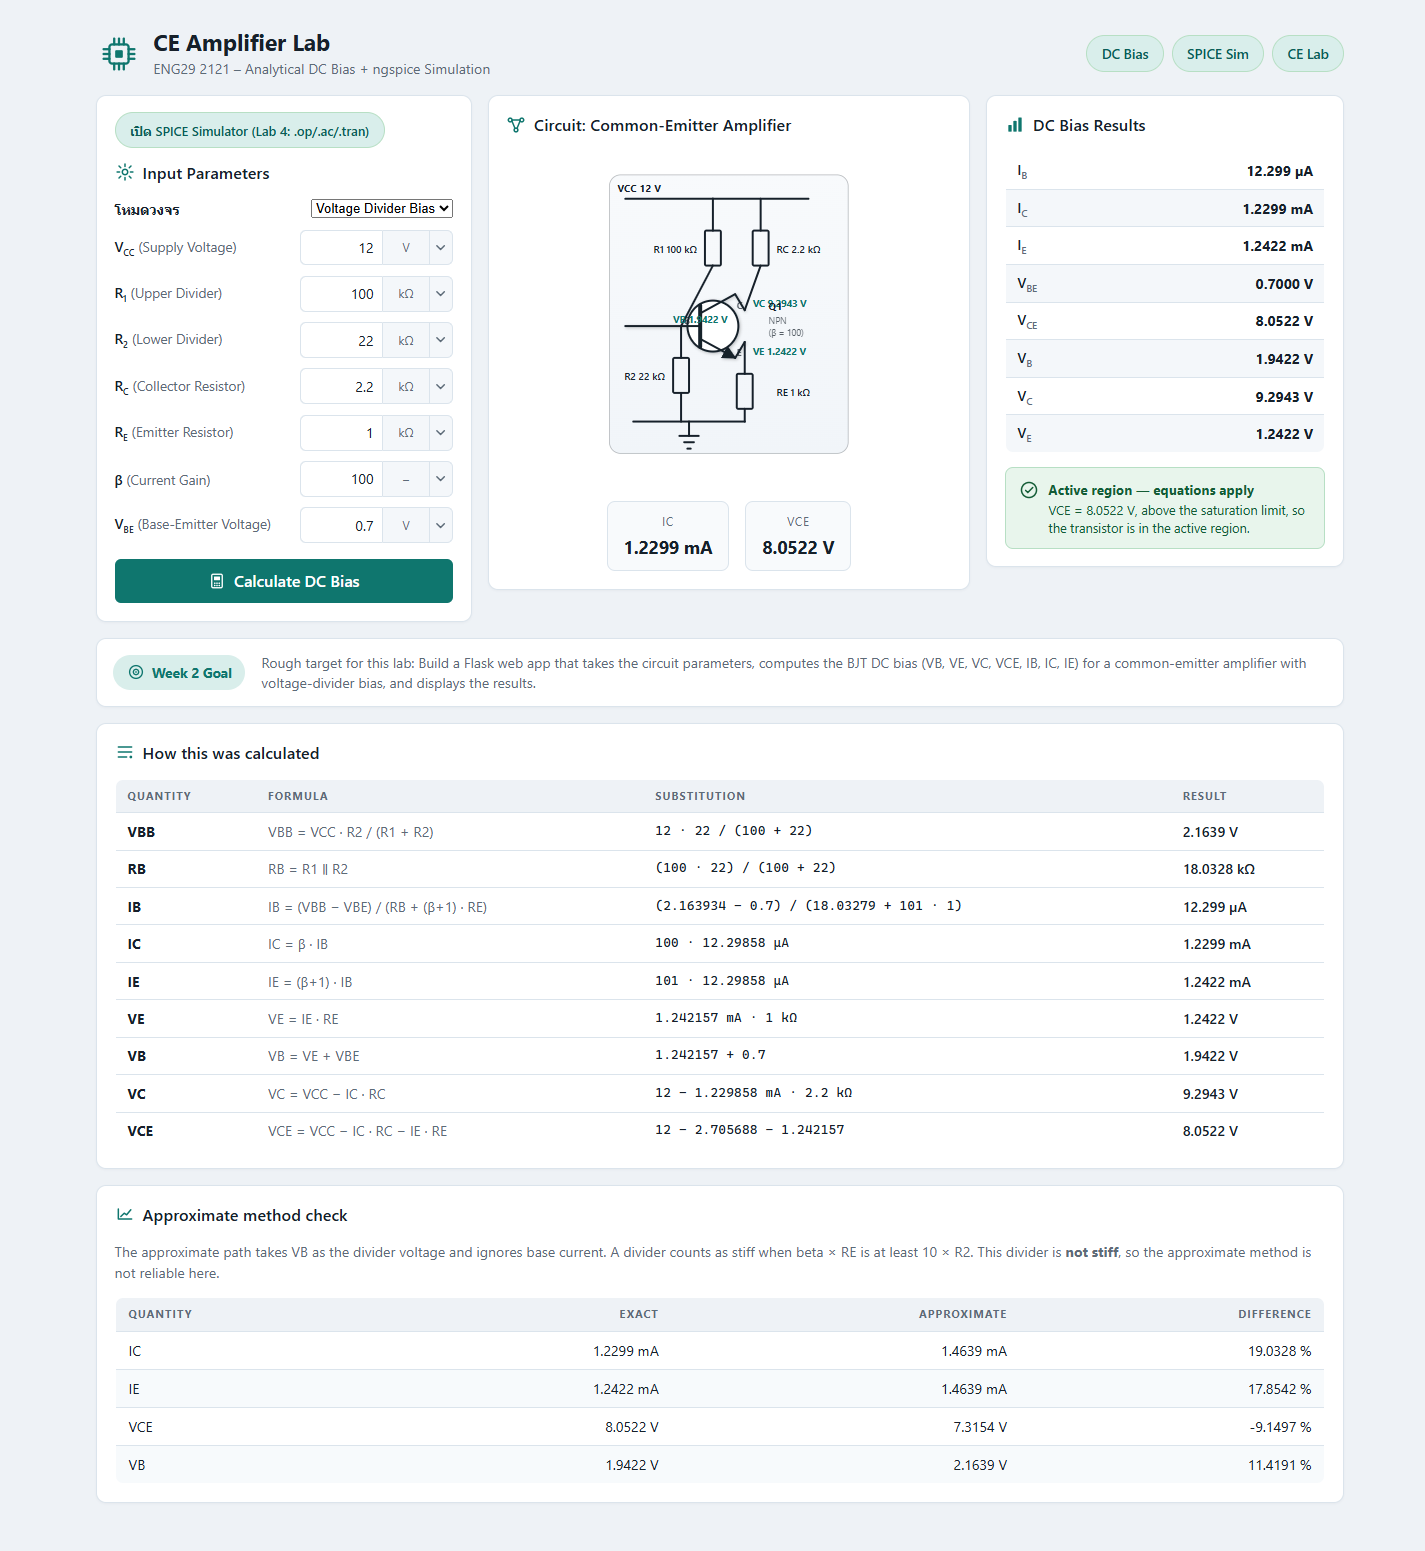 CE Amplifier Lab
ENG29 2121 – Analytical DC Bias + ngspice Simulation
DC Bias
SPICE Sim
CE Lab
เปิด SPICE Simulator (Lab 4: .op/.ac/.tran)
Input Parameters
โหมดวงจร
Voltage Divider Bias
VCC (Supply Voltage) 12 V
R1 (Upper Divider) 100 kΩ
R2 (Lower Divider) 22 kΩ
RC (Collector Resistor) 2.2 kΩ
RE (Emitter Resistor) 1 kΩ
β (Current Gain) 100 –
VBE (Base-Emitter Voltage) 0.7 V
Calculate DC Bias
Circuit: Common-Emitter Amplifier
VCC 12 V
R1 100 kΩ
RC 2.2 kΩ
VC 9.2943 V
Q1
VB 1.9422 V
NPN
(β = 100)
VE 1.2422 V
R2 22 kΩ
RE 1 kΩ
IC
1.2299 mA
VCE
8.0522 V
DC Bias Results
IB 12.299 µA
IC 1.2299 mA
IE 1.2422 mA
VBE 0.7000 V
VCE 8.0522 V
VB 1.9422 V
VC 9.2943 V
VE 1.2422 V
Active region — equations apply
VCE = 8.0522 V, above the saturation limit, so
the transistor is in the active region.
Week 2 Goal
Rough target for this lab: Build a Flask web app that takes the circuit parameters, computes the BJT DC bias (VB, VE, VC, VCE, IB, IC, IE) for a common-emitter amplifier with
voltage-divider bias, and displays the results.
How this was calculated
QUANTITY FORMULA SUBSTITUTION RESULT
VBB VBB = VCC · R2 / (R1 + R2) 12 · 22 / (100 + 22) 2.1639 V
RB RB = R1 ∥ R2 (100 · 22) / (100 + 22) 18.0328 kΩ
IB IB = (VBB − VBE) / (RB + (β+1) · RE) (2.163934 − 0.7) / (18.03279 + 101 · 1) 12.299 µA
IC IC = β · IB 100 · 12.29858 µA 1.2299 mA
IE IE = (β+1) · IB 101 · 12.29858 µA 1.2422 mA
VE VE = IE · RE 1.242157 mA · 1 kΩ 1.2422 V
VB VB = VE + VBE 1.242157 + 0.7 1.9422 V
VC VC = VCC − IC · RC 12 − 1.229858 mA · 2.2 kΩ 9.2943 V
VCE VCE = VCC − IC · RC − IE · RE 12 − 2.705688 − 1.242157 8.0522 V
Approximate method check
The approximate path takes VB as the divider voltage and ignores base current. A divider counts as stiff when beta × RE is at least 10 × R2. This divider is not stiff, so the approximate method is
not reliable here.
QUANTITY EXACT APPROXIMATE DIFFERENCE
IC 1.2299 mA 1.4639 mA 19.0328 %
IE 1.2422 mA 1.4639 mA 17.8542 %
VCE 8.0522 V 7.3154 V -9.1497 %
VB 1.9422 V 2.1639 V 11.4191 %